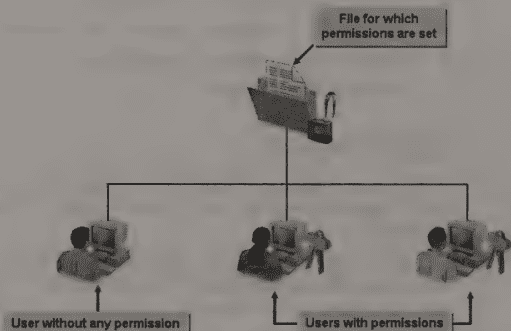 File for which
permissions are set
User without any permission
Users with permissions